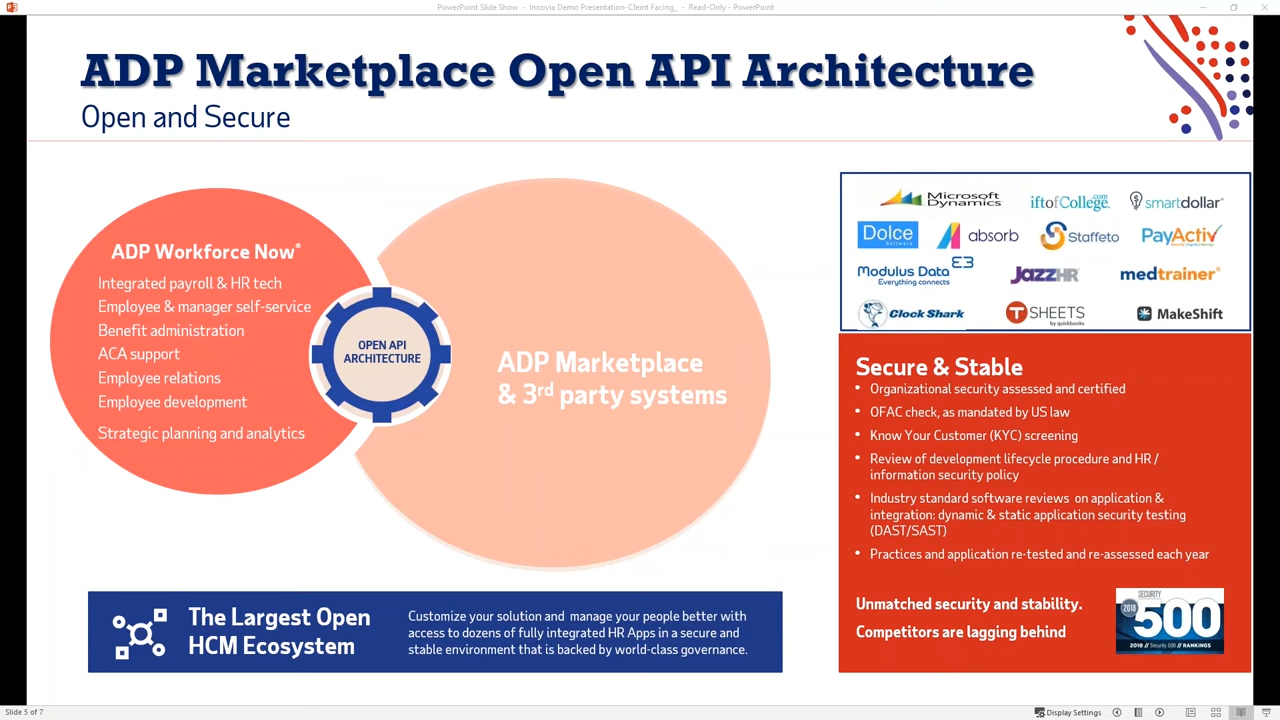 PowerPoint Slide Show - Innovia Demo Presentation-Cleint Facing_ - Read-Only - PowerPoint
ADP Marketplace Open API Architecture
Open and Secure
ADP Workforce Now®
Integrated payroll & HR tech
Employee & manager self-service
Benefit administration
ACA support
Employee relations
Employee development
Strategic planning and analytics
OPEN API
ARCHITECTURE
ADP Marketplace
& 3rd party systems
Microsoft
Dynamics
iftofCollege.com
smartdollar
Dolce
Software
absorb
Staffeto
PayActiv
Modulus Data E3
Everything connects
JAZZHR
medtrainer
Clock Shark
T SHEETS
by quickbooks
MakeShift
Secure & Stable
• Organizational security assessed and certified
• OFAC check, as mandated by US law
• Know Your Customer (KYC) screening
• Review of development lifecycle procedure and HR /
information security policy
• Industry standard software reviews on application &
integration: dynamic & static application security testing
(DAST/SAST)
• Practices and application re-tested and re-assessed each year
Unmatched security and stability.
Competitors are lagging behind
SECURITY
2018
500
2018 // Security 500 // RANKINGS
The Largest Open
HCM Ecosystem
Customize your solution and manage your people better with
access to dozens of fully integrated HR Apps in a secure and
stable environment that is backed by world-class governance.
Slide 5 of 7
Display Settings